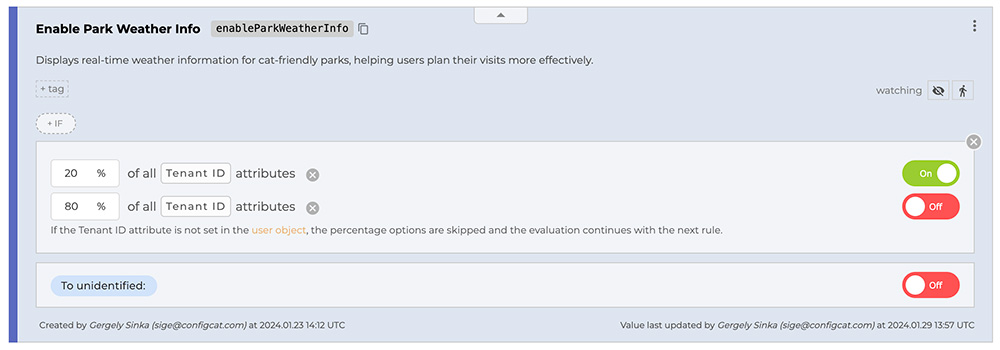 Enable Park Weather Info enableParkWeatherInfo
Displays real-time weather information for cat-friendly parks, helping users plan their visits more effectively.
+ tag watching
+ IF
20 % of all Tenant ID attributes On
80 % of all Tenant ID attributes Off
If the Tenant ID attribute is not set in the user object, the percentage options are skipped and the evaluation continues with the next rule.
To unidentified: Off
Created by Gergely Sinka (sige@configcat.com) at 2024.01.23 14:12 UTC Value last updated by Gergely Sinka (sige@configcat.com) at 2024.01.29 13:57 UTC